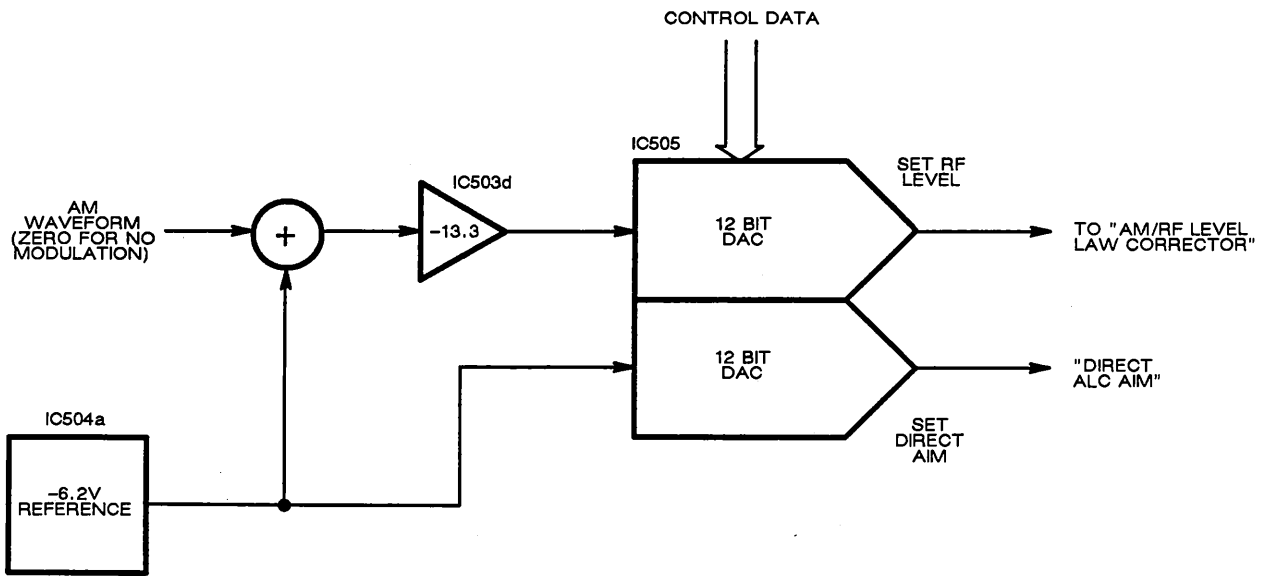 CONTROL DATA
IC505
SET RF
LEVEL
IC503d
AM
WAVEFORM
(ZERO FOR NO
MODULATION)
+
-13.3
12 BIT
DAC
TO "AM/RF LEVEL
LAW CORRECTOR"
12 BIT
DAC
"DIRECT
ALC AIM"
IC504a
SET
DIRECT
AIM
-6.2V
REFERENCE